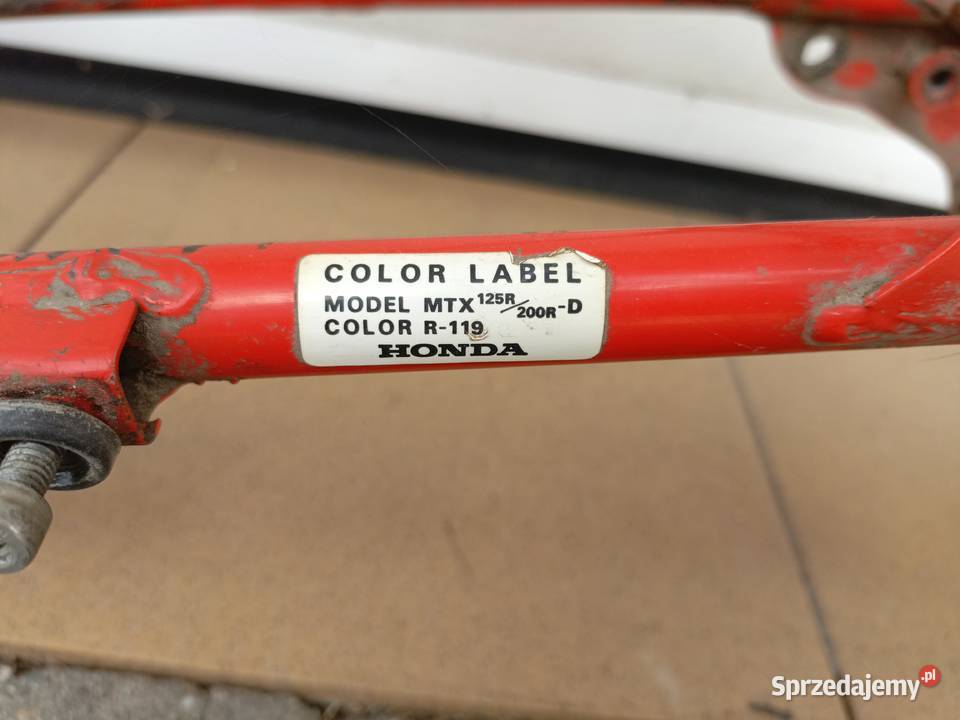 COLOR LABEL
MODEL MTX 125R/200R-D
COLOR R-119
HONDA
Sprzedajemy.pl